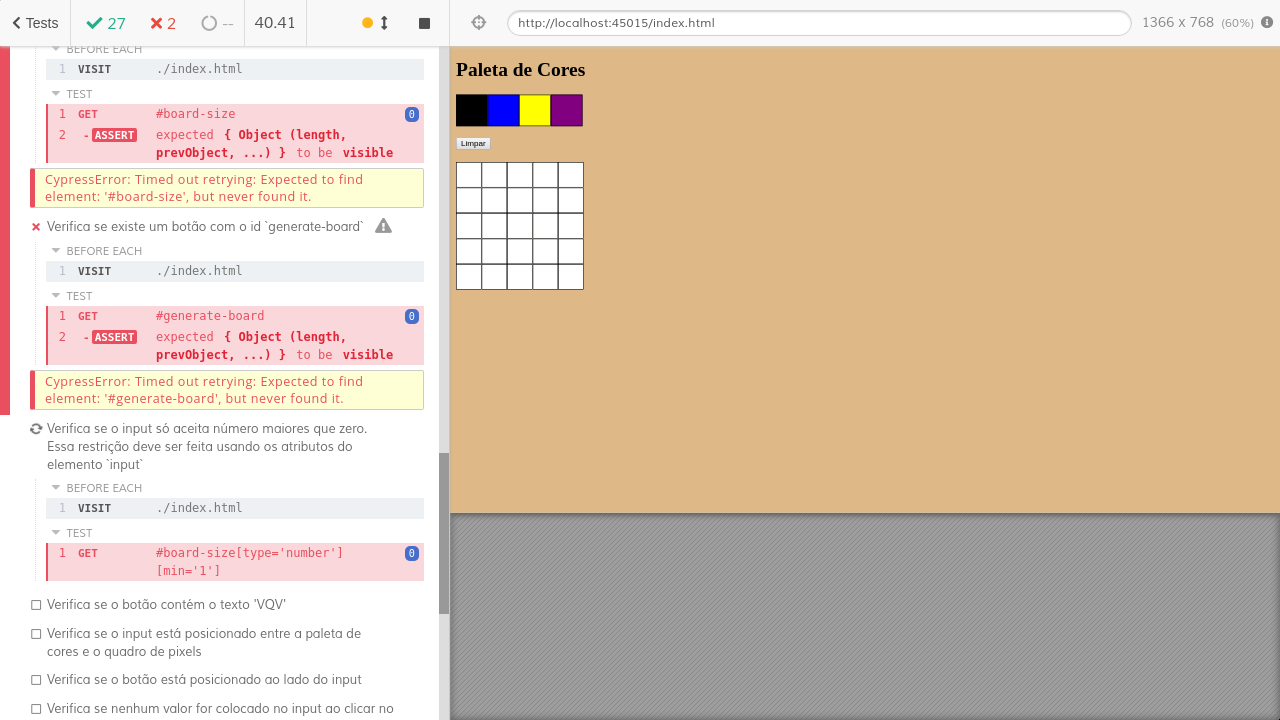 Tests
27
2
--
40.41
http://localhost:45015/index.html
1366 x 768 (60%)
BEFORE EACH
1 VISIT ./index.html
TEST
1 GET #board-size 0
2 -ASSERT expected { Object (length,
prevObject, ...) } to be visible
CypressError: Timed out retrying: Expected to find
element: '#board-size', but never found it.
Verifica se existe um botão com o id `generate-board`
BEFORE EACH
1 VISIT ./index.html
TEST
1 GET #generate-board 0
2 -ASSERT expected { Object (length,
prevObject, ...) } to be visible
CypressError: Timed out retrying: Expected to find
element: '#generate-board', but never found it.
Verifica se o input só aceita número maiores que zero.
Essa restrição deve ser feita usando os atributos do
elemento `input`
BEFORE EACH
1 VISIT ./index.html
TEST
1 GET #board-size[type='number'] 0
[min='1']
Verifica se o botão contém o texto 'VQV'
Verifica se o input está posicionado entre a paleta de
cores e o quadro de pixels
Verifica se o botão está posicionado ao lado do input
Verifica se nenhum valor for colocado no input ao clicar no
Paleta de Cores
Limpar